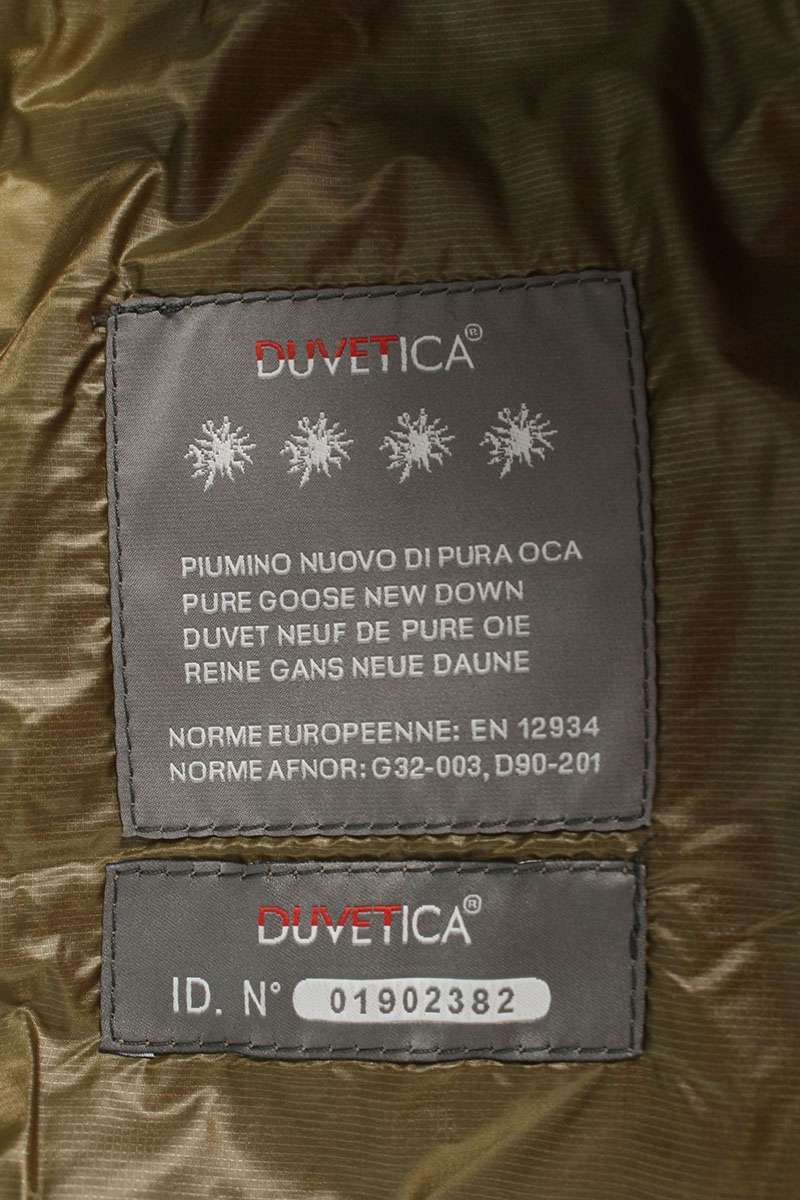 DUVETICA®
PIUMINO NUOVO DI PURA OCA
PURE GOOSE NEW DOWN
DUVET NEUF DE PURE OIE
REINE GANS NEUE DAUNE
NORME EUROPEENNE: EN 12934
NORME AFNOR: G32-003, D90-201
DUVETICA®
ID. N° 01902382